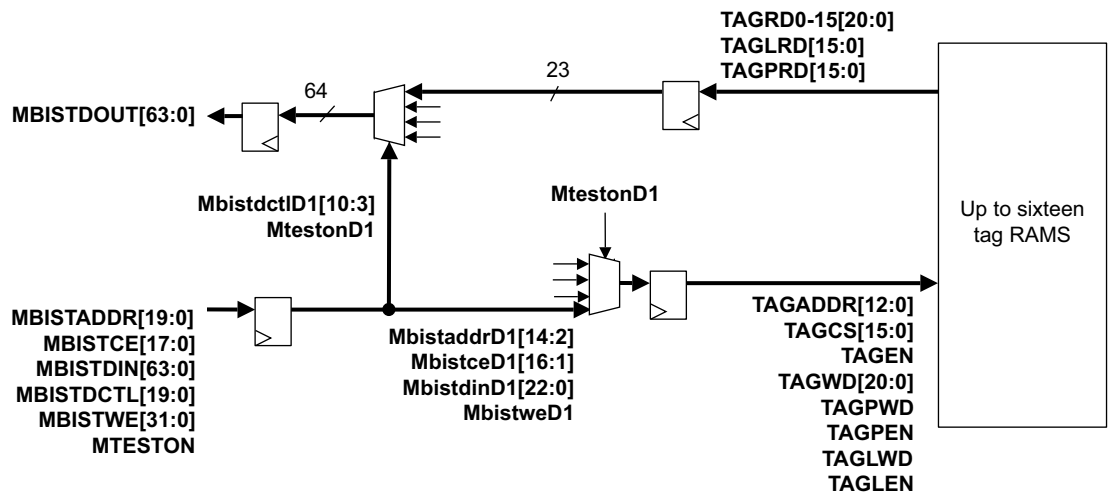 TAGRD0-15[20:0]
TAGLRD[15:0]
TAGPRD[15:0]
23
64
MBISTDOUT[63:0]
MbistdctlD1[10:3]
MtestonD1
MtestonD1
Up to sixteen
tag RAMS
MBISTADDR[19:0]
MBISTCE[17:0]
MBISTDIN[63:0]
MBISTDCTL[19:0]
MBISTWE[31:0]
MTESTON
MbistaddrD1[14:2]
MbistceD1[16:1]
MbistdinD1[22:0]
MbistweD1
TAGADDR[12:0]
TAGCS[15:0]
TAGEN
TAGWD[20:0]
TAGPWD
TAGPEN
TAGLWD
TAGLEN